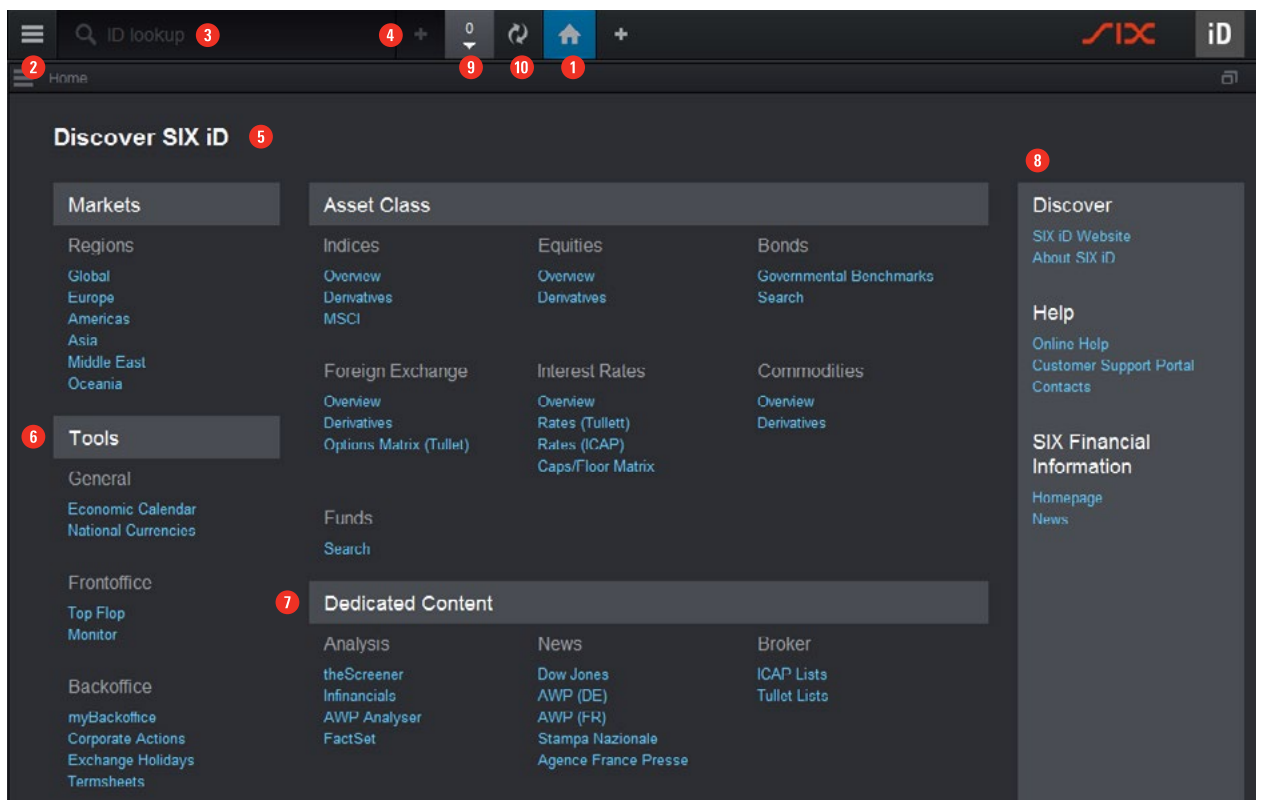 ID lookup 3
4
0
9
10
1
SIX
iD
2
Home
Discover SIX iD 5
8
Markets
Regions
Global
Europe
Americas
Asia
Middle East
Oceania
6
Tools
General
Economic Calendar
National Currencies
Frontoffice
Top Flop
Monitor
Backoffice
myBackoffice
Corporate Actions
Exchange Holidays
Termsheets
Asset Class
Indices
Overview
Derivatives
MSCI
Equities
Overview
Derivatives
Bonds
Governmental Benchmarks
Search
Foreign Exchange
Overview
Derivatives
Options Matrix (Tullet)
Interest Rates
Overview
Rates (Tullett)
Rates (ICAP)
Caps/Floor Matrix
Commodities
Overview
Derivatives
Funds
Search
7
Dedicated Content
Analysis
theScreener
Infinancials
AWP Analyser
FactSet
News
Dow Jones
AWP (DE)
AWP (FR)
Stampa Nazionale
Agence France Presse
Broker
ICAP Lists
Tullet Lists
Discover
SIX iD Website
About SIX iD
Help
Online Help
Customer Support Portal
Contacts
SIX Financial
Information
Homepage
News